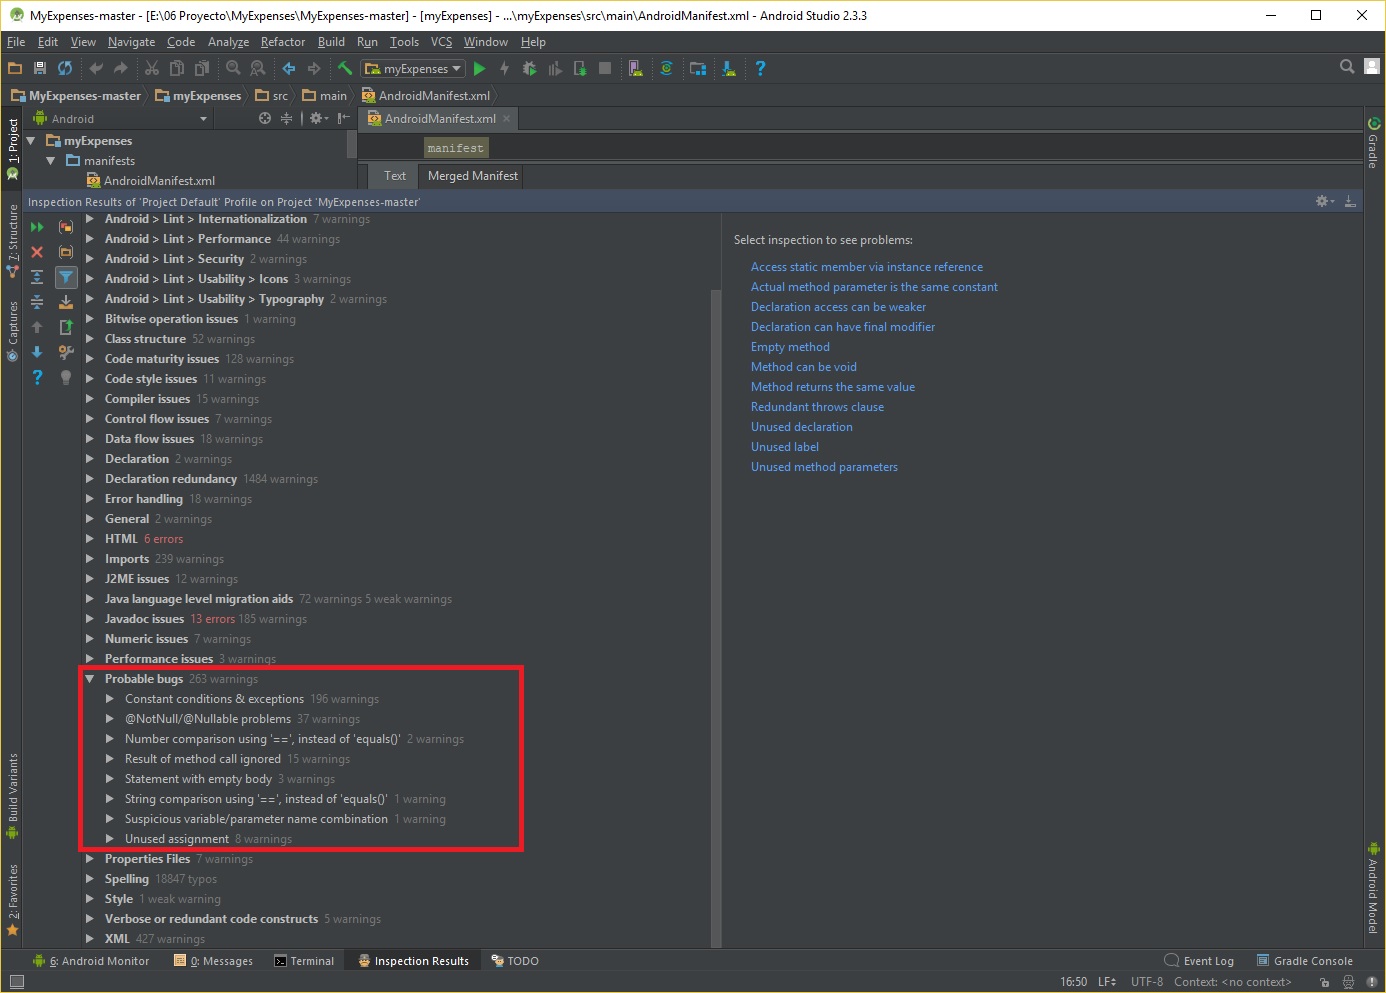 MyExpenses-master - [E:\06 Proyecto\MyExpenses\MyExpenses-master] - [myExpenses] - ...\myExpenses\src\main\AndroidManifest.xml - Android Studio 2.3.3
File Edit View Navigate Code Analyze Refactor Build Run Tools VCS Window Help
myExpenses
MyExpenses-master myExpenses src main AndroidManifest.xml
Android
AndroidManifest.xml
myExpenses
manifest
manifests
AndroidManifest.xml
Text Merged Manifest
Inspection Results of 'Project Default' Profile on Project 'MyExpenses-master'
Android > Lint > Internationalization 7 warnings
Android > Lint > Performance 44 warnings
Android > Lint > Security 2 warnings
Android > Lint > Usability > Icons 3 warnings
Android > Lint > Usability > Typography 2 warnings
Bitwise operation issues 1 warning
Class structure 52 warnings
Code maturity issues 128 warnings
Code style issues 11 warnings
Compiler issues 15 warnings
Control flow issues 7 warnings
Data flow issues 18 warnings
Declaration 2 warnings
Declaration redundancy 1484 warnings
Error handling 18 warnings
General 2 warnings
HTML 6 errors
Imports 239 warnings
J2ME issues 12 warnings
Java language level migration aids 72 warnings 5 weak warnings
Javadoc issues 13 errors 185 warnings
Numeric issues 7 warnings
Performance issues 3 warnings
Probable bugs 263 warnings
Constant conditions & exceptions 196 warnings
@NotNull/@Nullable problems 37 warnings
Number comparison using '==', instead of 'equals()' 2 warnings
Result of method call ignored 15 warnings
Statement with empty body 3 warnings
String comparison using '==', instead of 'equals()' 1 warning
Suspicious variable/parameter name combination 1 warning
Unused assignment 8 warnings
Properties Files 7 warnings
Spelling 18847 typos
Style 1 weak warning
Verbose or redundant code constructs 5 warnings
XML 427 warnings
Select inspection to see problems:
Access static member via instance reference
Actual method parameter is the same constant
Declaration access can be weaker
Declaration can have final modifier
Empty method
Method can be void
Method returns the same value
Redundant throws clause
Unused declaration
Unused label
Unused method parameters
1: Project
7: Structure
Captures
Build Variants
2: Favorites
Gradle
Android Model
6: Android Monitor 0: Messages Terminal Inspection Results TODO Event Log Gradle Console
16:50 LF UTF-8 Context: <no context>